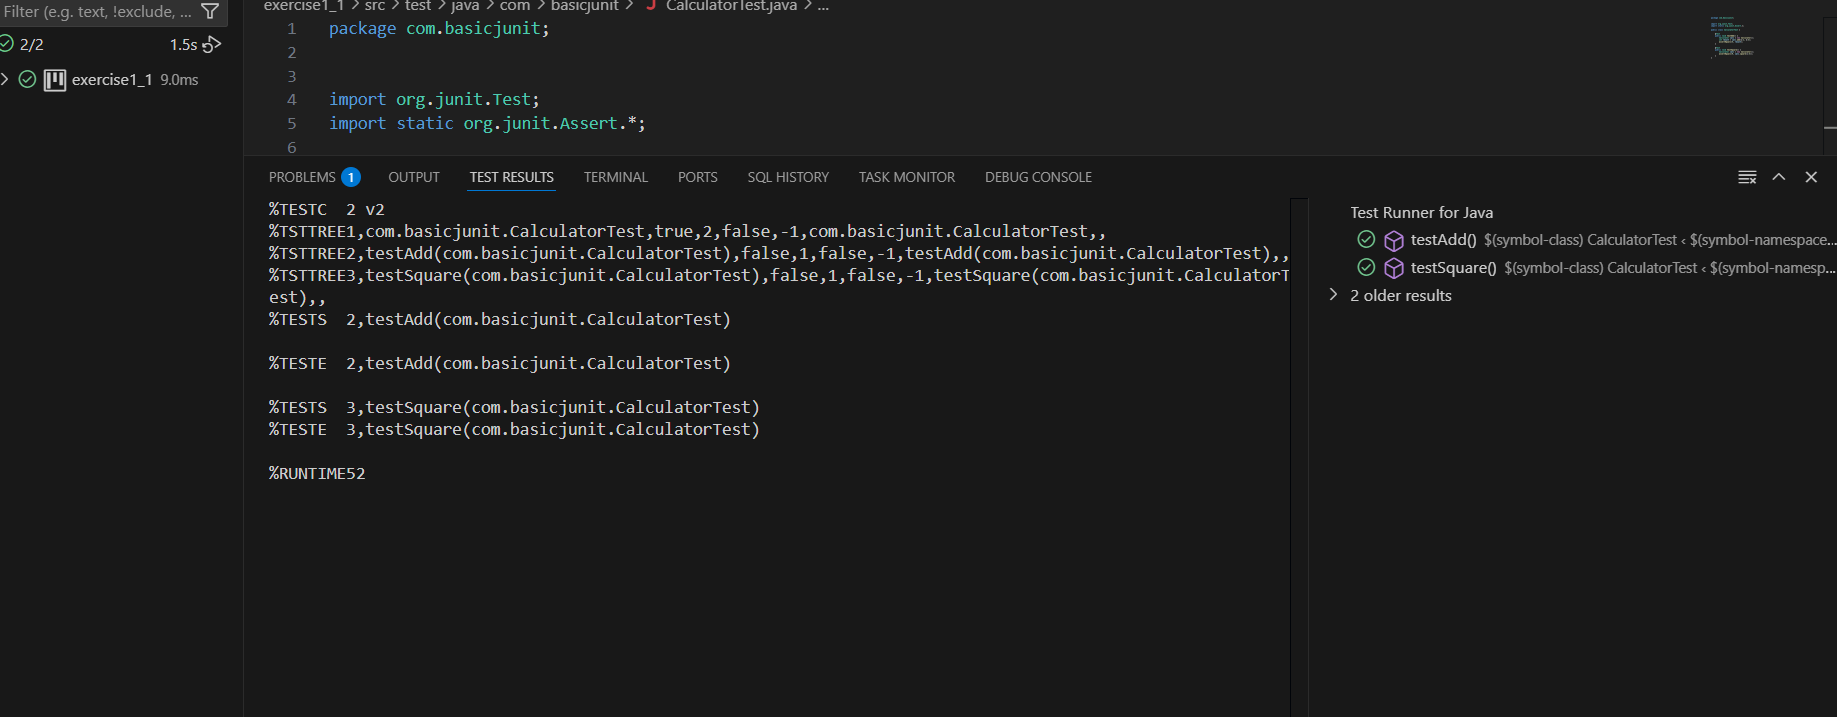 Filter (e.g. text, !exclude, ...
2/2 1.5s
exercise1_1 9.0ms
exercise1_1 > src > test > java > com > basicjunit > J CalculatorTest.java > ...
1 package com.basicjunit;
2
3
4 import org.junit.Test;
5 import static org.junit.Assert.*;
6
PROBLEMS 1 OUTPUT TEST RESULTS TERMINAL PORTS SQL HISTORY TASK MONITOR DEBUG CONSOLE
%TESTC  2 v2
%TSTTREE1,com.basicjunit.CalculatorTest,true,2,false,-1,com.basicjunit.CalculatorTest,,
%TSTTREE2,testAdd(com.basicjunit.CalculatorTest),false,1,false,-1,testAdd(com.basicjunit.CalculatorTest),,
%TSTTREE3,testSquare(com.basicjunit.CalculatorTest),false,1,false,-1,testSquare(com.basicjunit.CalculatorT
est),,
%TESTS  2,testAdd(com.basicjunit.CalculatorTest)
%TESTE  2,testAdd(com.basicjunit.CalculatorTest)
%TESTS  3,testSquare(com.basicjunit.CalculatorTest)
%TESTE  3,testSquare(com.basicjunit.CalculatorTest)
%RUNTIME52
Test Runner for Java
testAdd() $(symbol-class) CalculatorTest ‹ $(symbol-namespace...
testSquare() $(symbol-class) CalculatorTest ‹ $(symbol-namesp...
2 older results